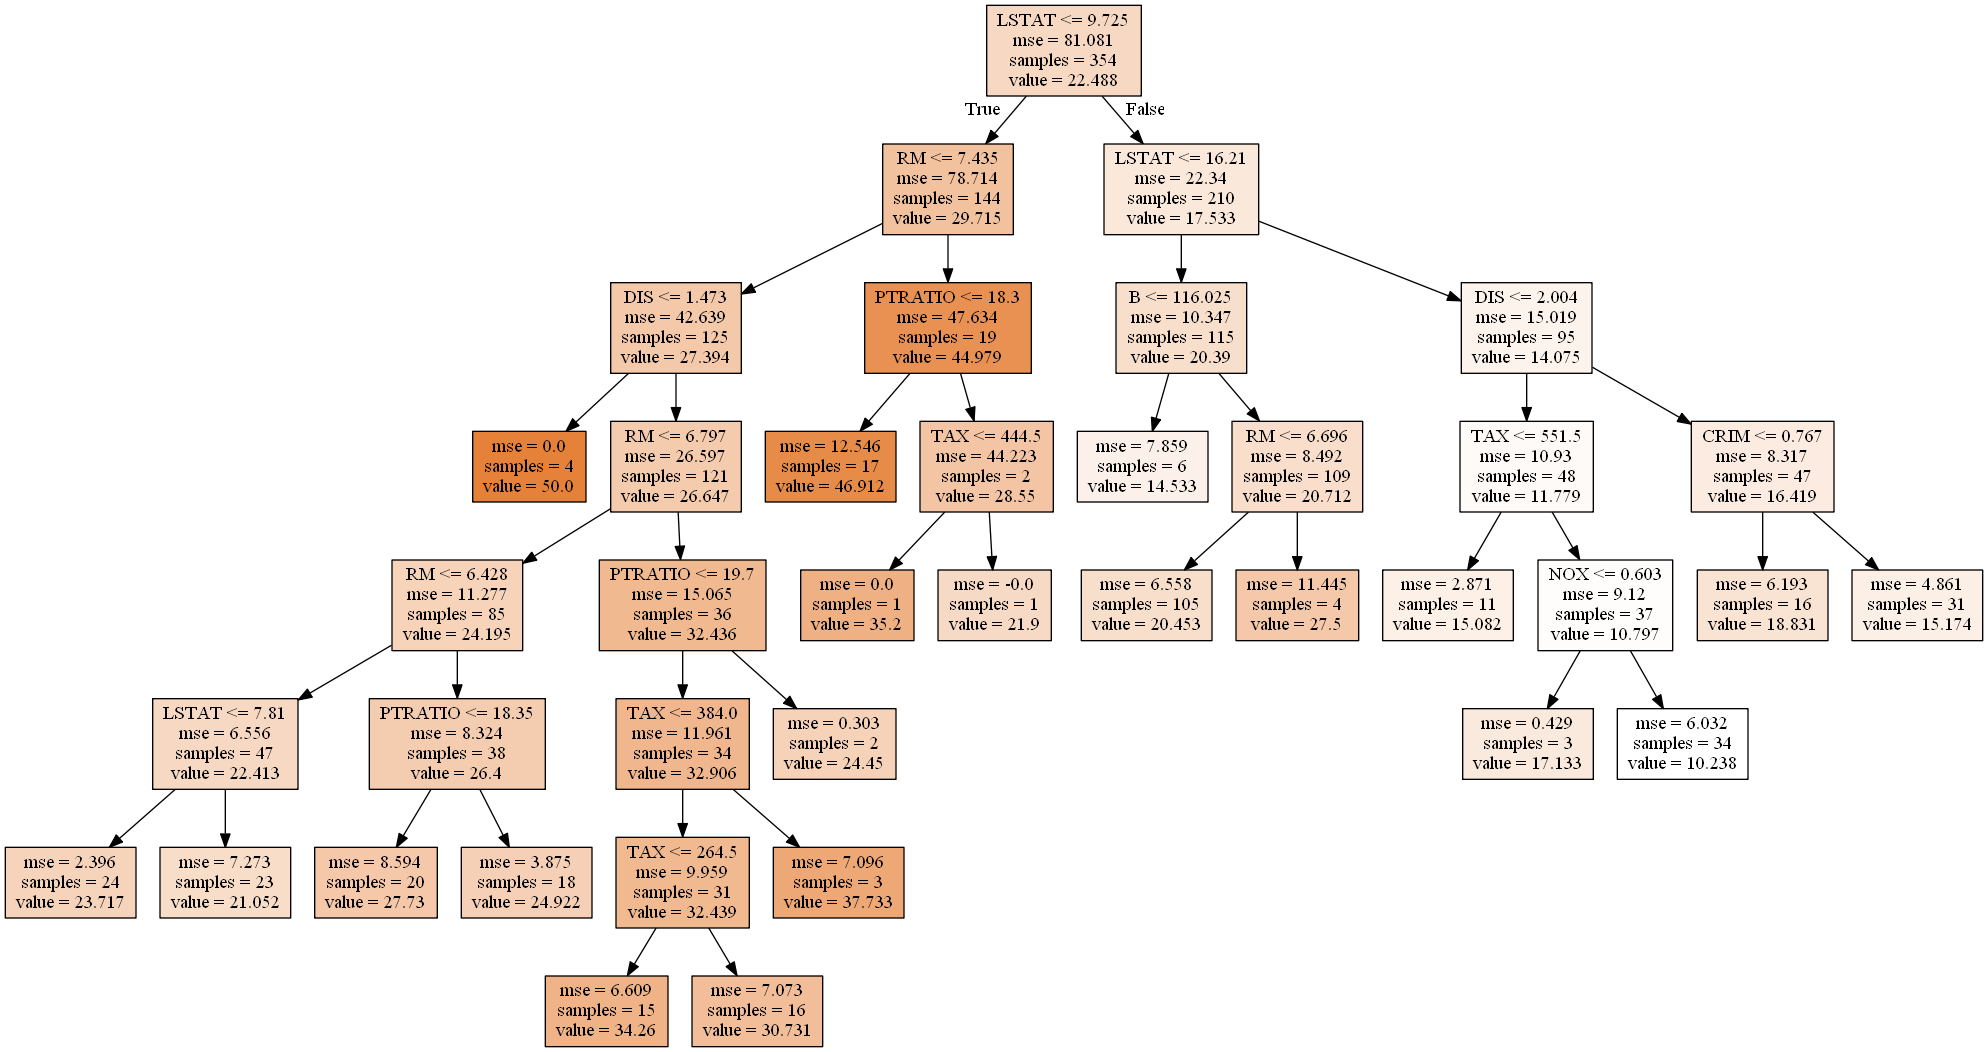 LSTAT <= 9.725
mse = 81.081
samples = 354
value = 22.488
True
False
RM <= 7.435
mse = 78.714
samples = 144
value = 29.715
LSTAT <= 16.21
mse = 22.34
samples = 210
value = 17.533
DIS <= 1.473
mse = 42.639
samples = 125
value = 27.394
PTRATIO <= 18.3
mse = 47.634
samples = 19
value = 44.979
B <= 116.025
mse = 10.347
samples = 115
value = 20.39
DIS <= 2.004
mse = 15.019
samples = 95
value = 14.075
mse = 0.0
samples = 4
value = 50.0
RM <= 6.797
mse = 26.597
samples = 121
value = 26.647
mse = 12.546
samples = 17
value = 46.912
TAX <= 444.5
mse = 44.223
samples = 2
value = 28.55
mse = 7.859
samples = 6
value = 14.533
RM <= 6.696
mse = 8.492
samples = 109
value = 20.712
TAX <= 551.5
mse = 10.93
samples = 48
value = 11.779
CRIM <= 0.767
mse = 8.317
samples = 47
value = 16.419
RM <= 6.428
mse = 11.277
samples = 85
value = 24.195
PTRATIO <= 19.7
mse = 15.065
samples = 36
value = 32.436
mse = 0.0
samples = 1
value = 35.2
mse = -0.0
samples = 1
value = 21.9
mse = 6.558
samples = 105
value = 20.453
mse = 11.445
samples = 4
value = 27.5
mse = 2.871
samples = 11
value = 15.082
NOX <= 0.603
mse = 9.12
samples = 37
value = 10.797
mse = 6.193
samples = 16
value = 18.831
mse = 4.861
samples = 31
value = 15.174
LSTAT <= 7.81
mse = 6.556
samples = 47
value = 22.413
PTRATIO <= 18.35
mse = 8.324
samples = 38
value = 26.4
TAX <= 384.0
mse = 11.961
samples = 34
value = 32.906
mse = 0.303
samples = 2
value = 24.45
mse = 0.429
samples = 3
value = 17.133
mse = 6.032
samples = 34
value = 10.238
mse = 2.396
samples = 24
value = 23.717
mse = 7.273
samples = 23
value = 21.052
mse = 8.594
samples = 20
value = 27.73
mse = 3.875
samples = 18
value = 24.922
TAX <= 264.5
mse = 9.959
samples = 31
value = 32.439
mse = 7.096
samples = 3
value = 37.733
mse = 6.609
samples = 15
value = 34.26
mse = 7.073
samples = 16
value = 30.731